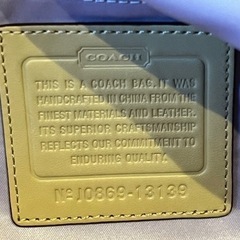 COACH
THIS IS A COACH BAG. IT WAS
HANDCRAFTED IN CHINA FROM THE
FINEST MATERIALS AND LEATHER.
ITS SUPERIOR CRAFTSMANSHIP
REFLECTS OUR COMMITMENT TO
ENDURING QUALITY.
Nº J0869-13139